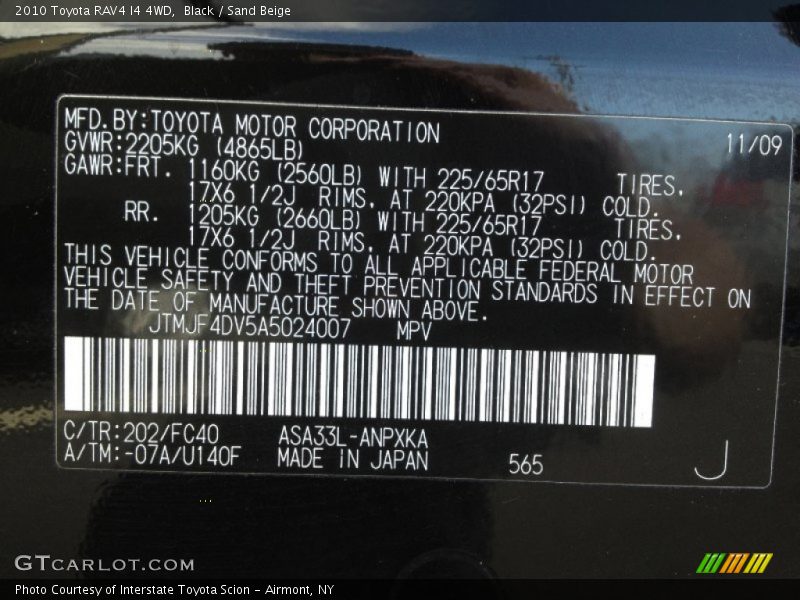 2010 Toyota RAV4 I4 4WD, Black / Sand Beige
MFD.BY:TOYOTA MOTOR CORPORATION 11/09
GVWR:2205KG (4865LB)
GAWR:FRT. 1160KG (2560LB) WITH 225/65R17 TIRES,
17X6 1/2J RIMS, AT 220KPA (32PSI) COLD.
RR. 1205KG (2660LB) WITH 225/65R17 TIRES,
17X6 1/2J RIMS, AT 220KPA (32PSI) COLD.
THIS VEHICLE CONFORMS TO ALL APPLICABLE FEDERAL MOTOR
VEHICLE SAFETY AND THEFT PREVENTION STANDARDS IN EFFECT ON
THE DATE OF MANUFACTURE SHOWN ABOVE.
JTMJF4DV5A5024007 MPV
C/TR:202/FC40 ASA33L-ANPXKA
A/TM:-07A/U140F MADE IN JAPAN 565 J
GTCARLOT.COM
Photo Courtesy of Interstate Toyota Scion - Airmont, NY